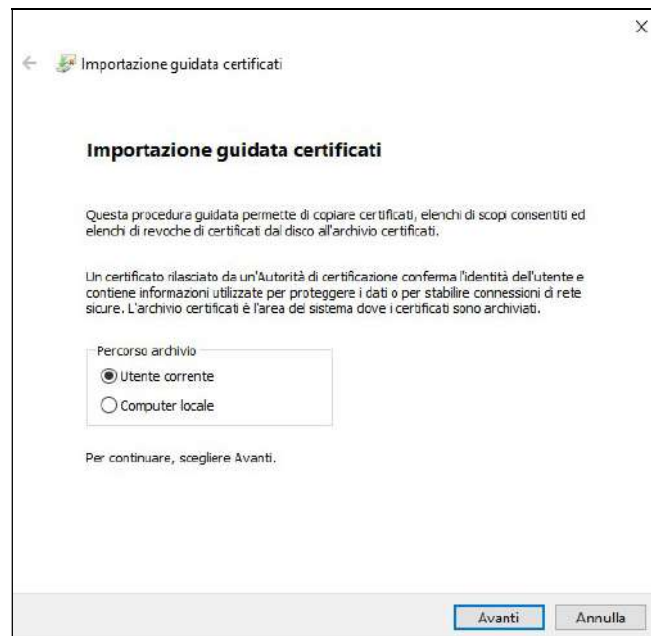 Importazione guidata certificati
Importazione guidata certificati
Questa procedura guidata permette di copiare certificati, elenchi di scopi consentiti ed
elenchi di revoche di certificati dal disco all'archivio certificati.
Un certificato rilasciato da un'Autorità di certificazione conferma l'identità dell'utente e
contiene informazioni utilizzate per proteggere i dati o per stabilire connessioni di rete
sicure. L'archivio certificati è l'area del sistema dove i certificati sono archiviati.
Percorso archivio
Utente corrente
Computer locale
Per continuare, scegliere Avanti.
Avanti Annulla